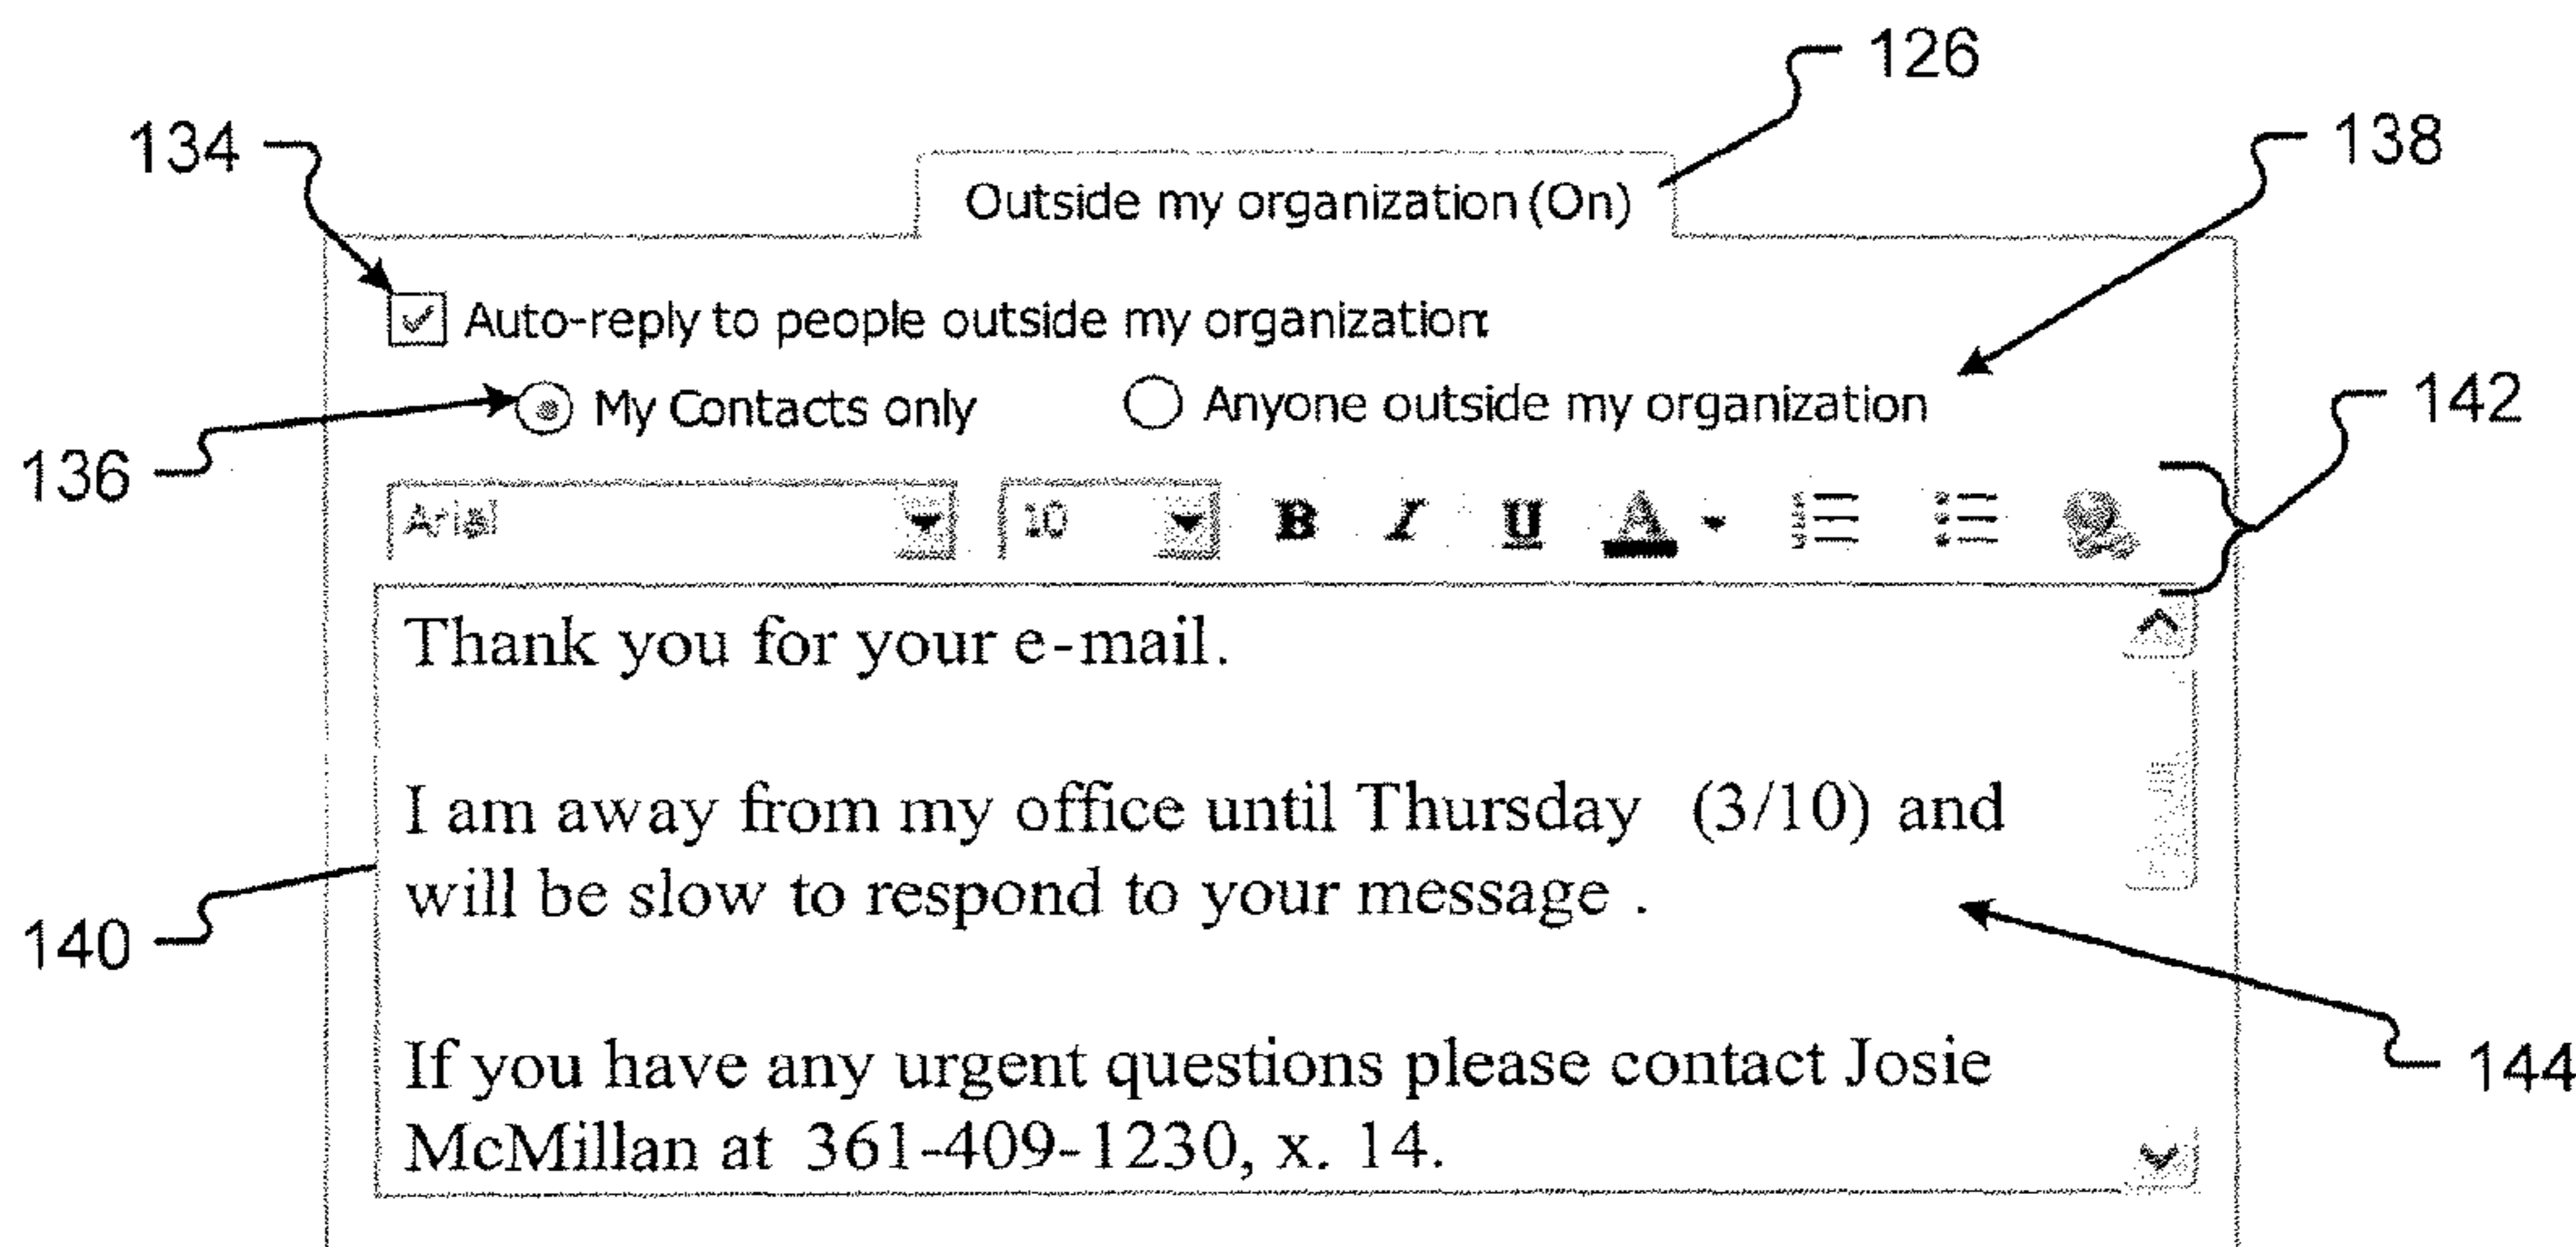 126
134
138
Outside my organization (On)
Auto-reply to people outside my organization:
My Contacts only Anyone outside my organization
142
136
Arial 10 B I U A
Thank you for your e-mail.
I am away from my office until Thursday (3/10) and
will be slow to respond to your message .
140
If you have any urgent questions please contact Josie
144
McMillan at 361-409-1230, x. 14.